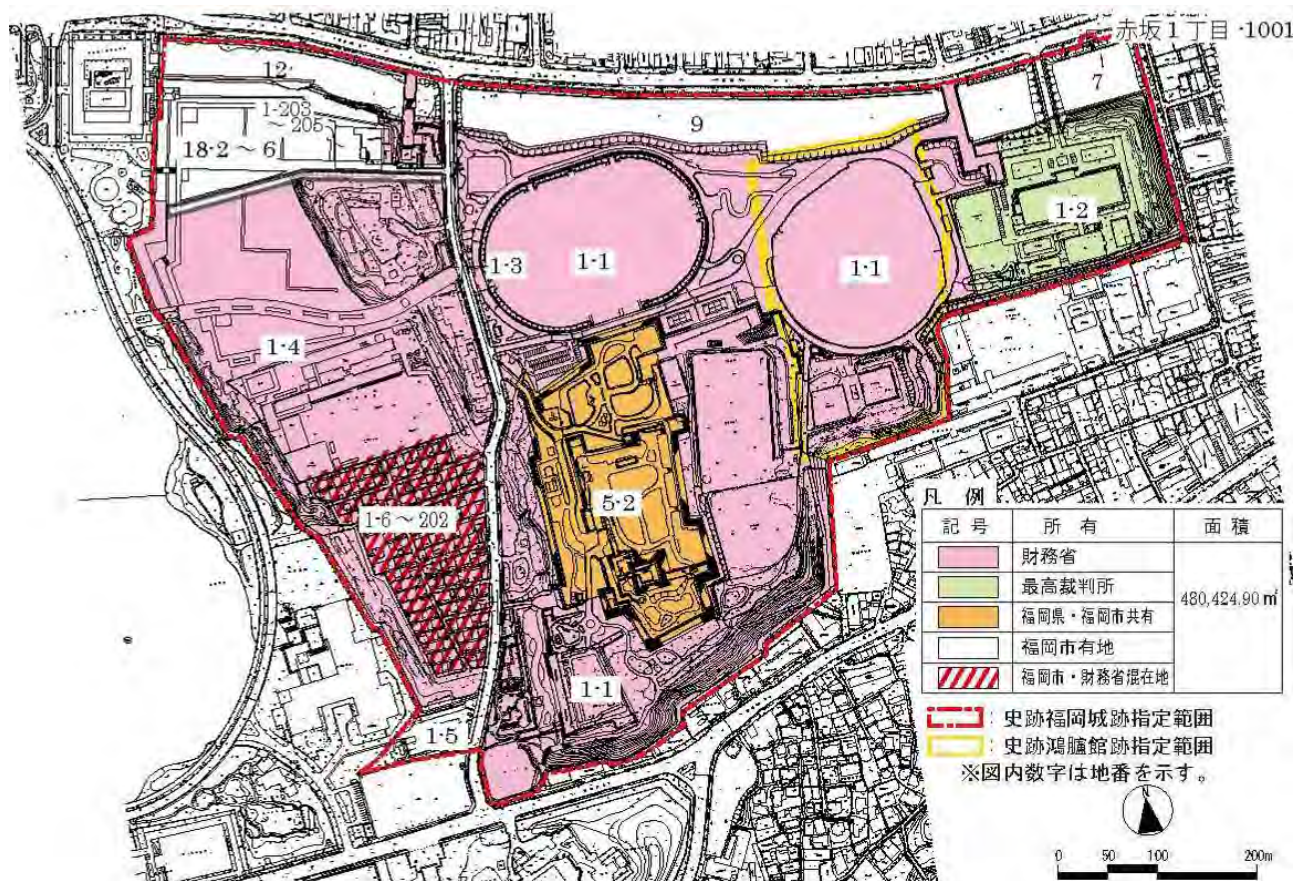 赤坂1丁目・1001
12
1
7
1-203
～205
9
18・2～6
1・2
1・3
1・1
1・1
1・4
5・2
1・6～202
1・1
1・5
凡 例
記 号 所 有 面 積
財務省
最高裁判所
福岡県・福岡市共有
福岡市有地
福岡市・財務省混在地
480,424.90㎡
：史跡福岡城跡指定範囲
：史跡鴻臚館跡指定範囲
※図内数字は地番を示す。
N
0 50 100 200m